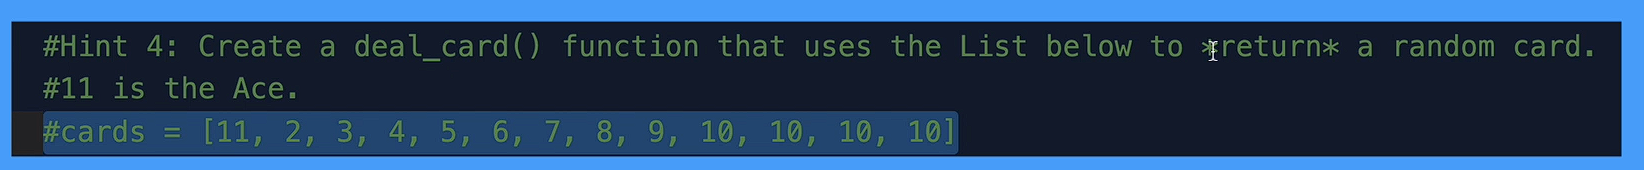 #Hint 4: Create a deal_card() function that uses the List below to *return* a random card.
#11 is the Ace.
#cards = [11, 2, 3, 4, 5, 6, 7, 8, 9, 10, 10, 10, 10]